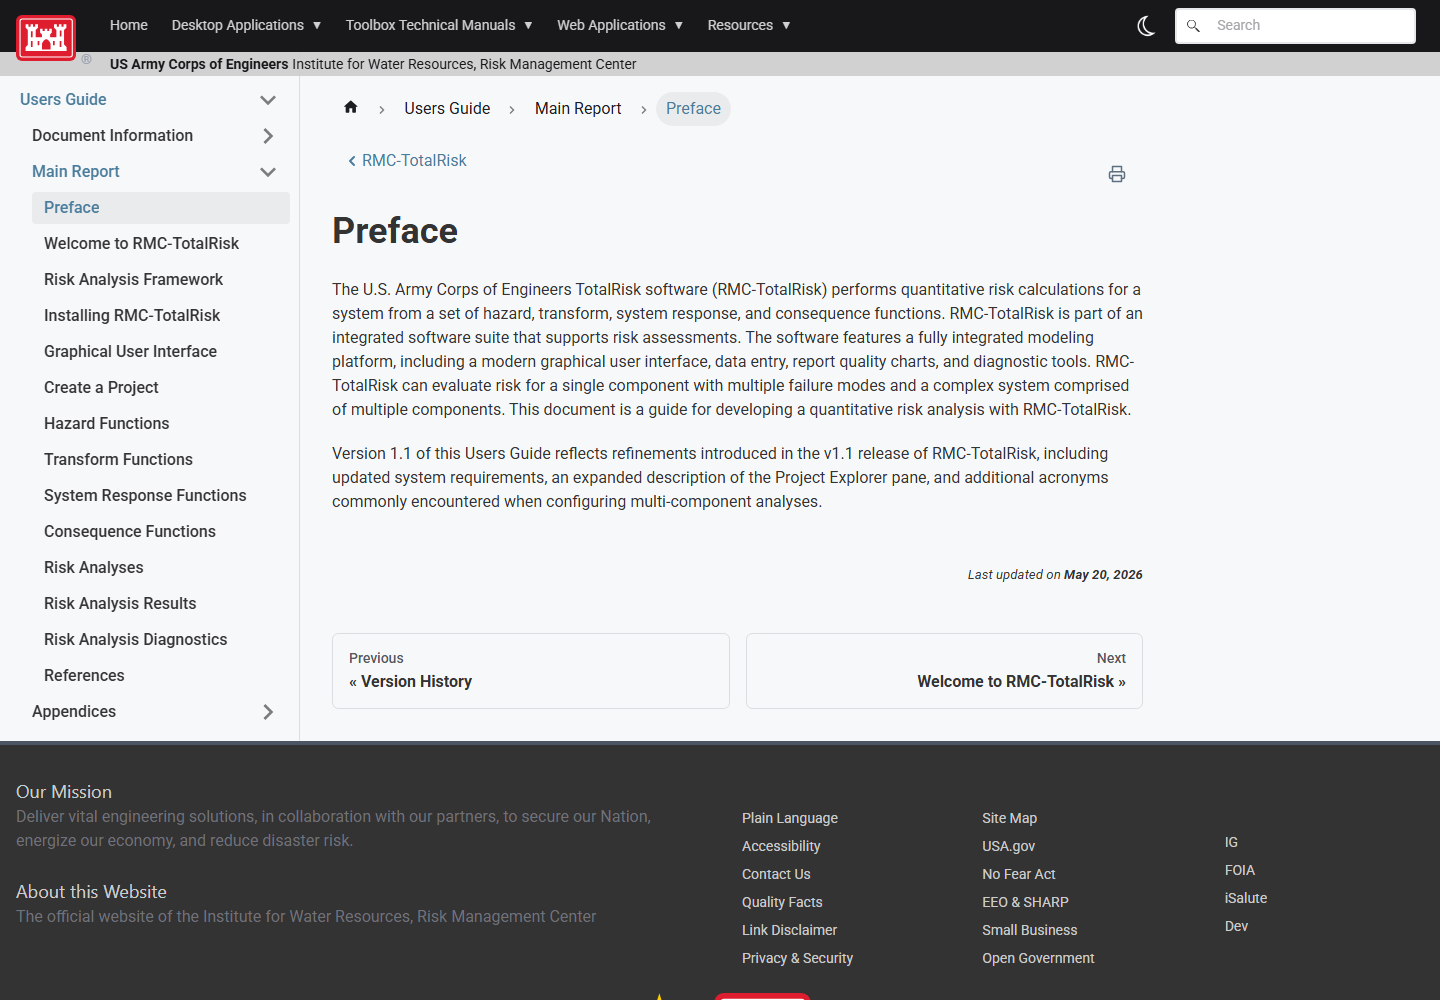 Home Desktop Applications ▼ Toolbox Technical Manuals ▼ Web Applications ▼ Resources ▼ Search
®
US Army Corps of Engineers Institute for Water Resources, Risk Management Center
Users Guide
Document Information
Main Report
Preface
Welcome to RMC-TotalRisk
Risk Analysis Framework
Installing RMC-TotalRisk
Graphical User Interface
Create a Project
Hazard Functions
Transform Functions
System Response Functions
Consequence Functions
Risk Analyses
Risk Analysis Results
Risk Analysis Diagnostics
References
Appendices
Users Guide › Main Report › Preface
‹ RMC-TotalRisk
Preface
The U.S. Army Corps of Engineers TotalRisk software (RMC-TotalRisk) performs quantitative risk calculations for a
system from a set of hazard, transform, system response, and consequence functions. RMC-TotalRisk is part of an
integrated software suite that supports risk assessments. The software features a fully integrated modeling
platform, including a modern graphical user interface, data entry, report quality charts, and diagnostic tools. RMC-
TotalRisk can evaluate risk for a single component with multiple failure modes and a complex system comprised
of multiple components. This document is a guide for developing a quantitative risk analysis with RMC-TotalRisk.
Version 1.1 of this Users Guide reflects refinements introduced in the v1.1 release of RMC-TotalRisk, including
updated system requirements, an expanded description of the Project Explorer pane, and additional acronyms
commonly encountered when configuring multi-component analyses.
Last updated on May 20, 2026
Previous
« Version History
Next
Welcome to RMC-TotalRisk »
Our Mission
Deliver vital engineering solutions, in collaboration with our partners, to secure our Nation,
energize our economy, and reduce disaster risk.
About this Website
The official website of the Institute for Water Resources, Risk Management Center
Plain Language
Accessibility
Contact Us
Quality Facts
Link Disclaimer
Privacy & Security
Site Map
USA.gov
No Fear Act
EEO & SHARP
Small Business
Open Government
IG
FOIA
iSalute
Dev